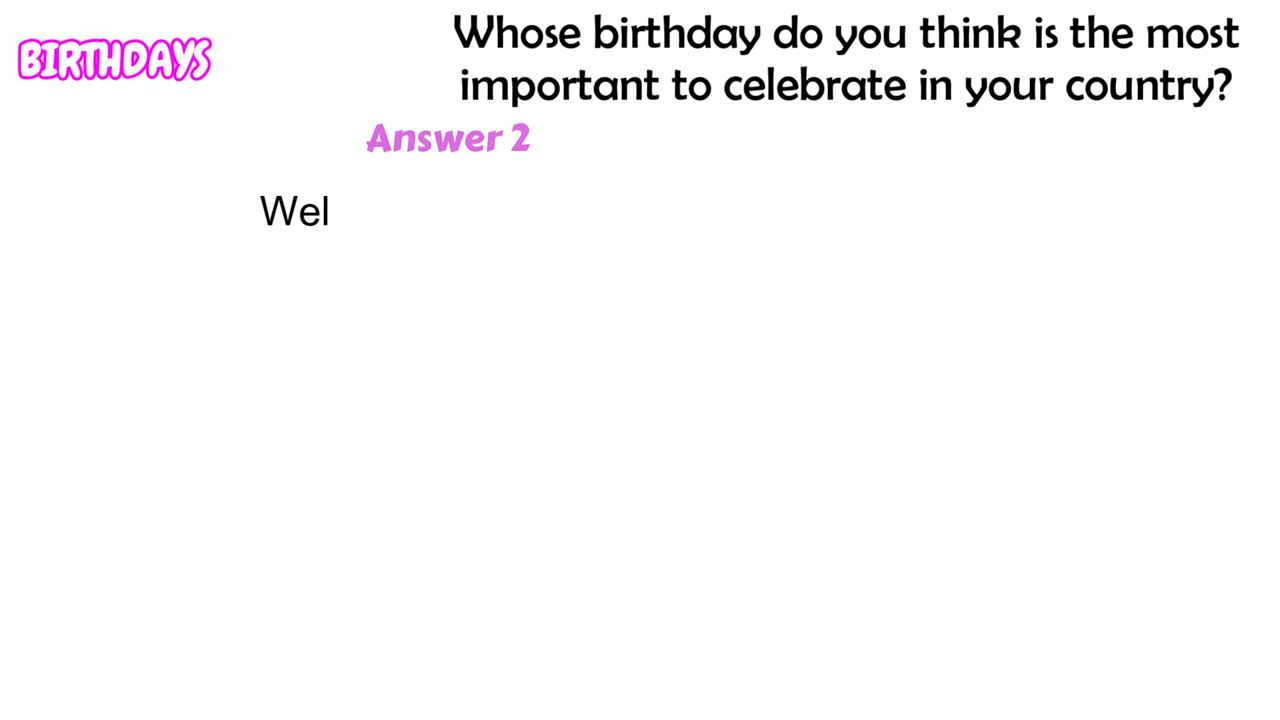 BIRTHDAYS
Whose birthday do you think is the most
important to celebrate in your country?
Answer 2
Wel